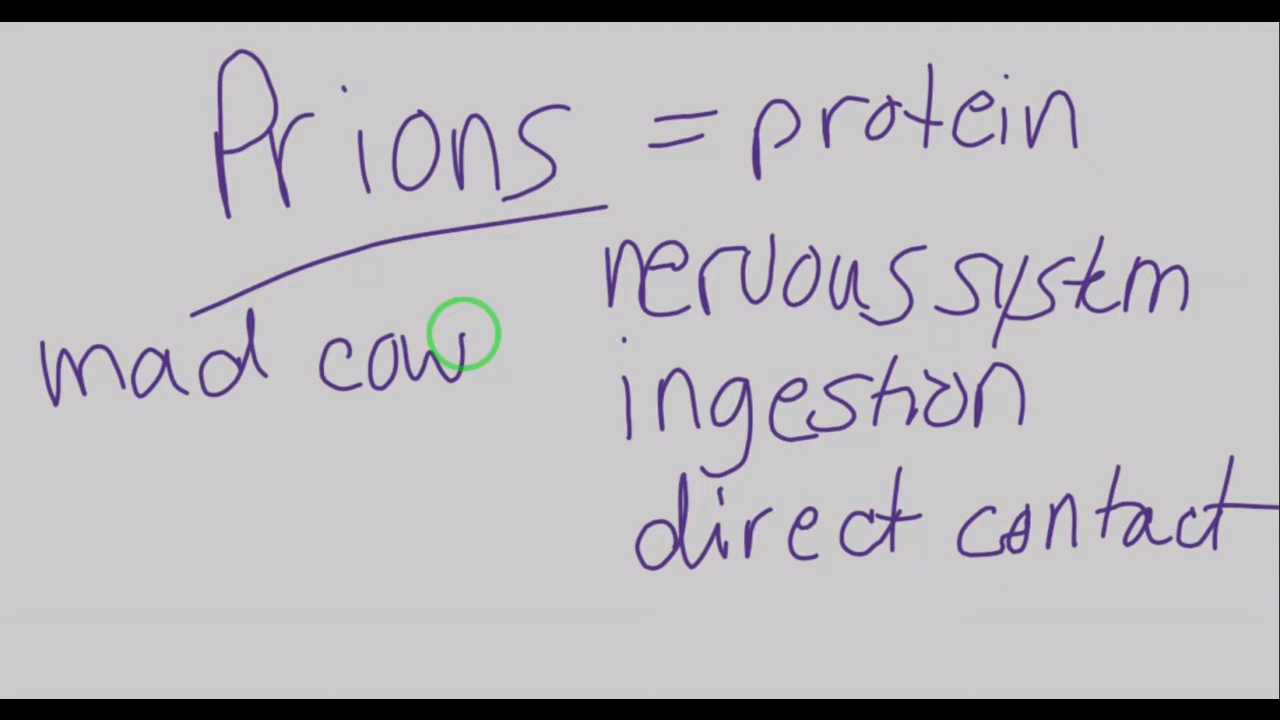 Prions = protein
nervous system
mad cow
ingestion
direct contact